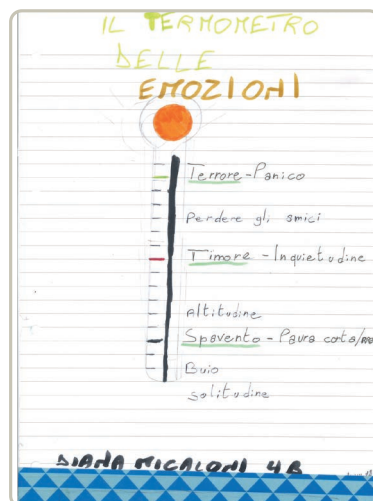 IL TERMOMETRO
DELLE
EMOZIONI
Terrore - Panico
Perdere gli amici
Timore - Inquietudine
Altitudine
Spavento - Paura corta/
Buio
Solitudine
DIANA MICALONI 4B